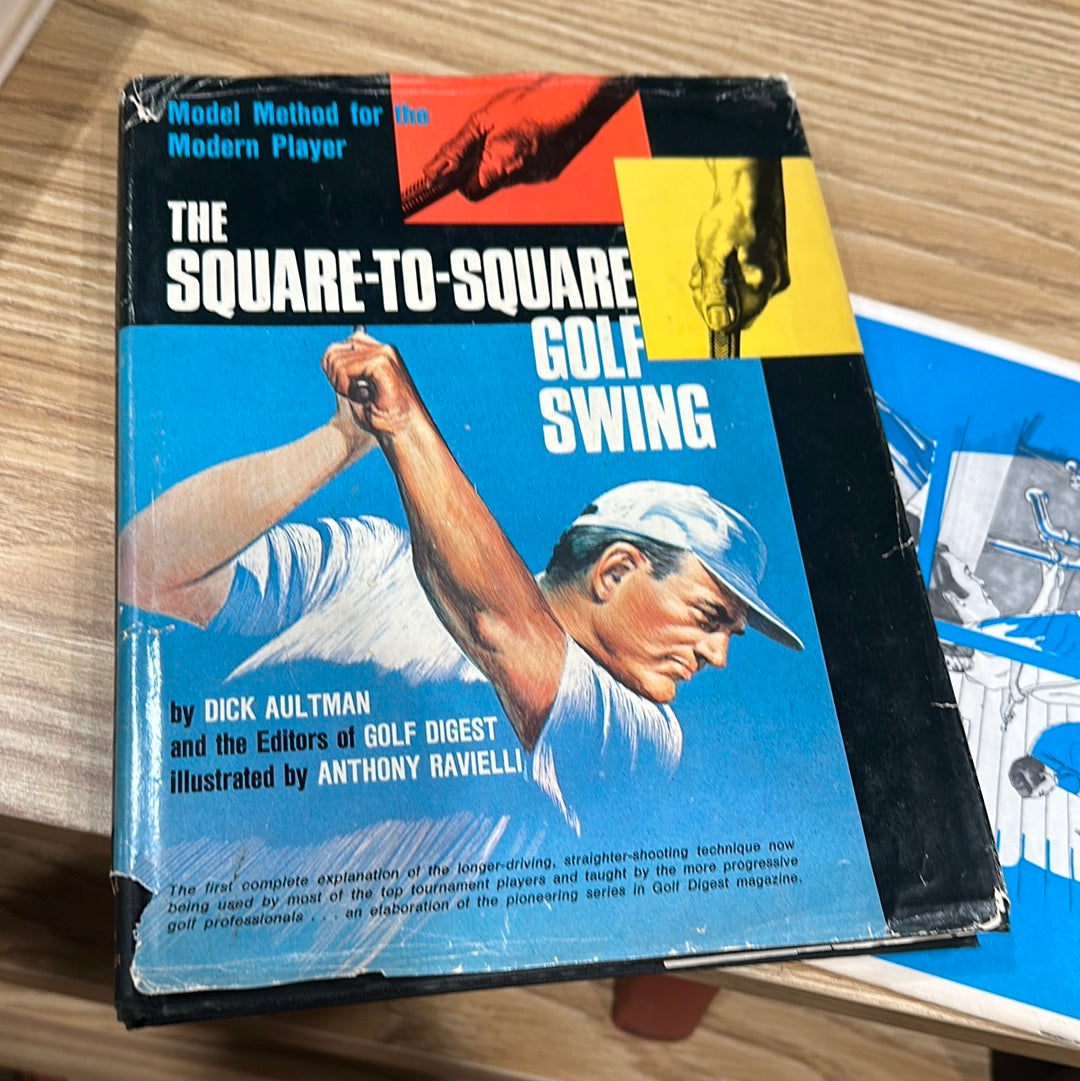 Model Method for the
Modern Player
THE
SQUARE-TO-SQUARE
GOLF
SWING
by DICK AULTMAN
and the Editors of GOLF DIGEST
illustrated by ANTHONY RAVIELLI
The first complete explanation of the longer-driving, straighter-shooting technique now
being used by most of the top tournament players and taught by the more progressive
golf professionals . . . an elaboration of the pioneering series in Golf Digest magazine.